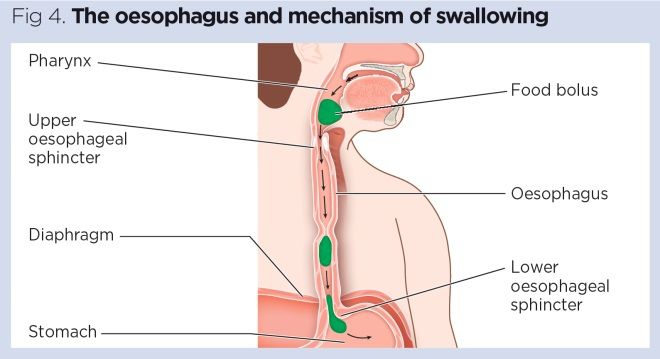 Fig 4. The oesophagus and mechanism of swallowing
Pharynx
Food bolus
Upper
oesophageal
sphincter
Oesophagus
Diaphragm
Lower
oesophageal
sphincter
Stomach